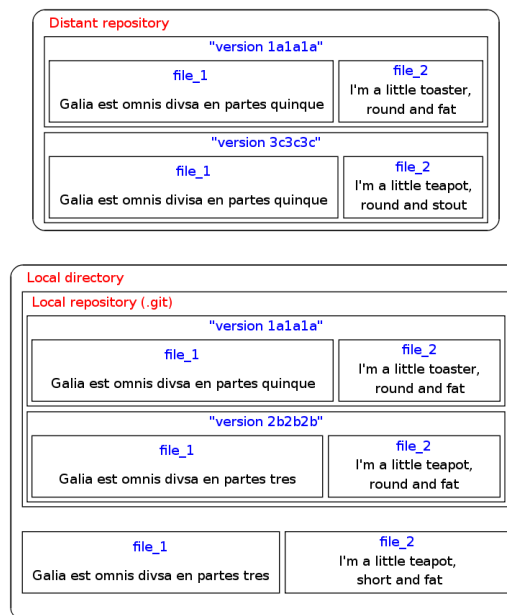 Distant repository
"version 1a1a1a"
file_1
Galia est omnis divsa en partes quinque
file_2
I'm a little toaster,
round and fat
"version 3c3c3c"
file_1
Galia est omnis divisa en partes quinque
file_2
I'm a little teapot,
round and stout
Local directory
Local repository (.git)
"version 1a1a1a"
file_1
Galia est omnis divsa en partes quinque
file_2
I'm a little toaster,
round and fat
"version 2b2b2b"
file_1
Galia est omnis divsa en partes tres
file_2
I'm a little teapot,
round and fat
file_1
Galia est omnis divsa en partes tres
file_2
I'm a little teapot,
short and fat